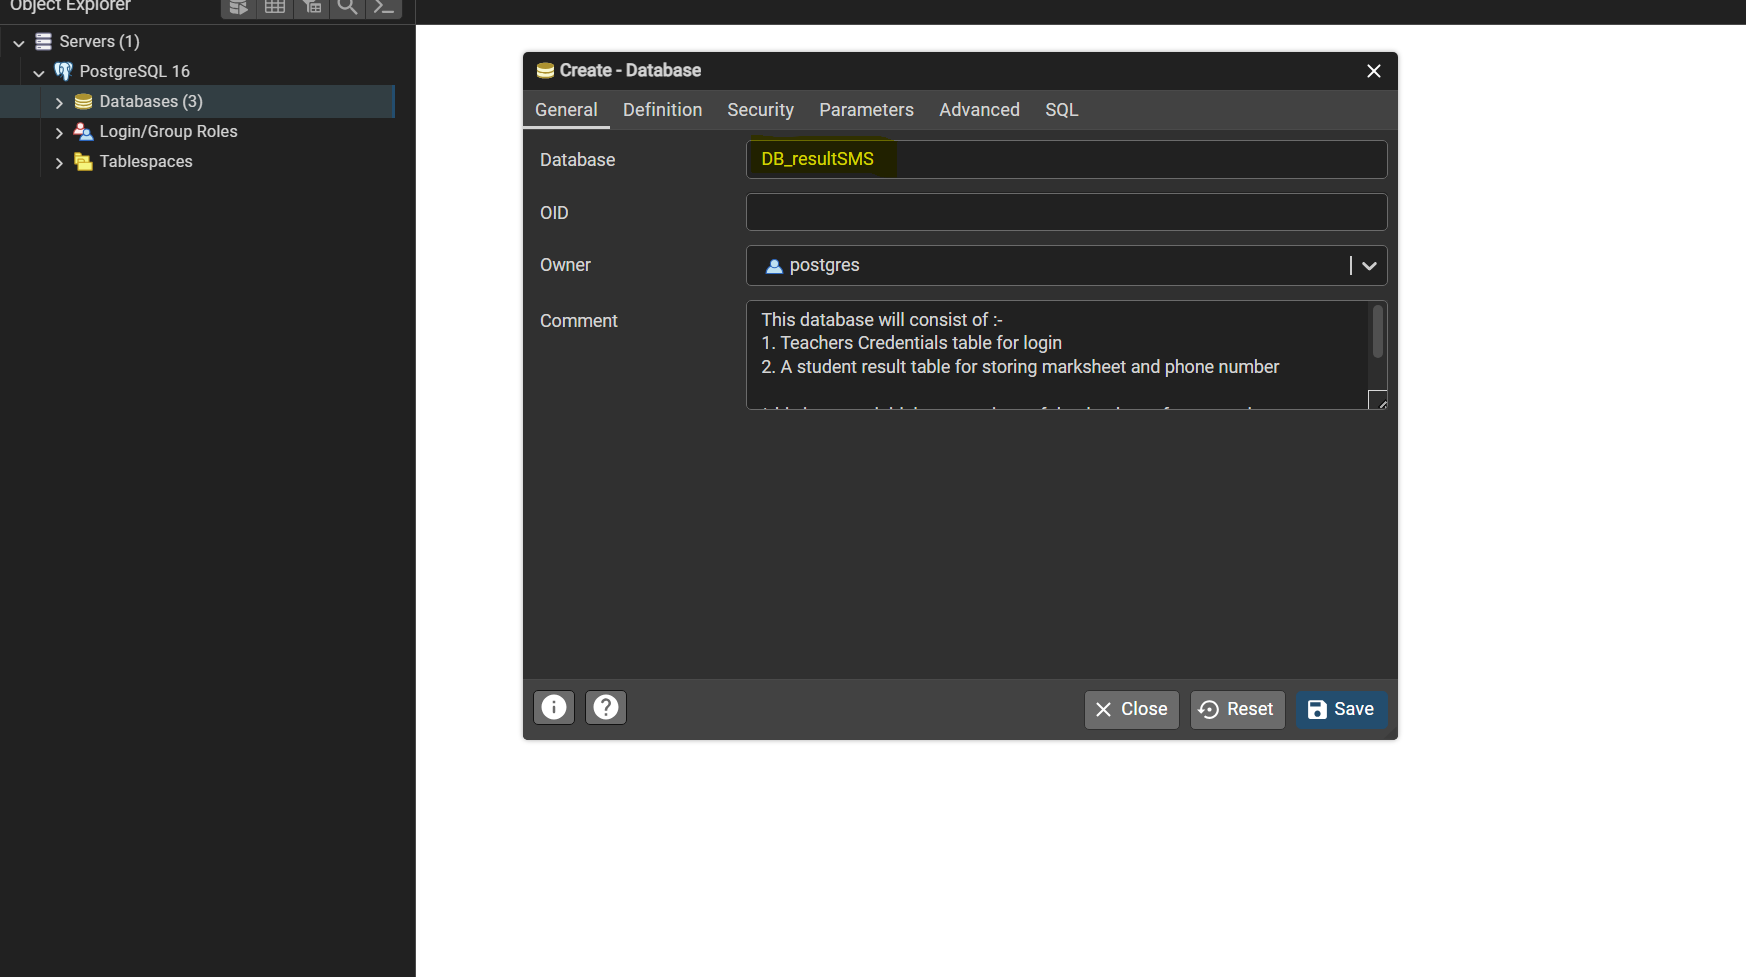 Object Explorer
Servers (1)
PostgreSQL 16
Databases (3)
Login/Group Roles
Tablespaces
Create - Database
General Definition Security Parameters Advanced SQL
Database
DB_resultSMS
OID
Owner
postgres
Comment
This database will consist of :-
1. Teachers Credentials table for login
2. A student result table for storing marksheet and phone number
Close
Reset
Save